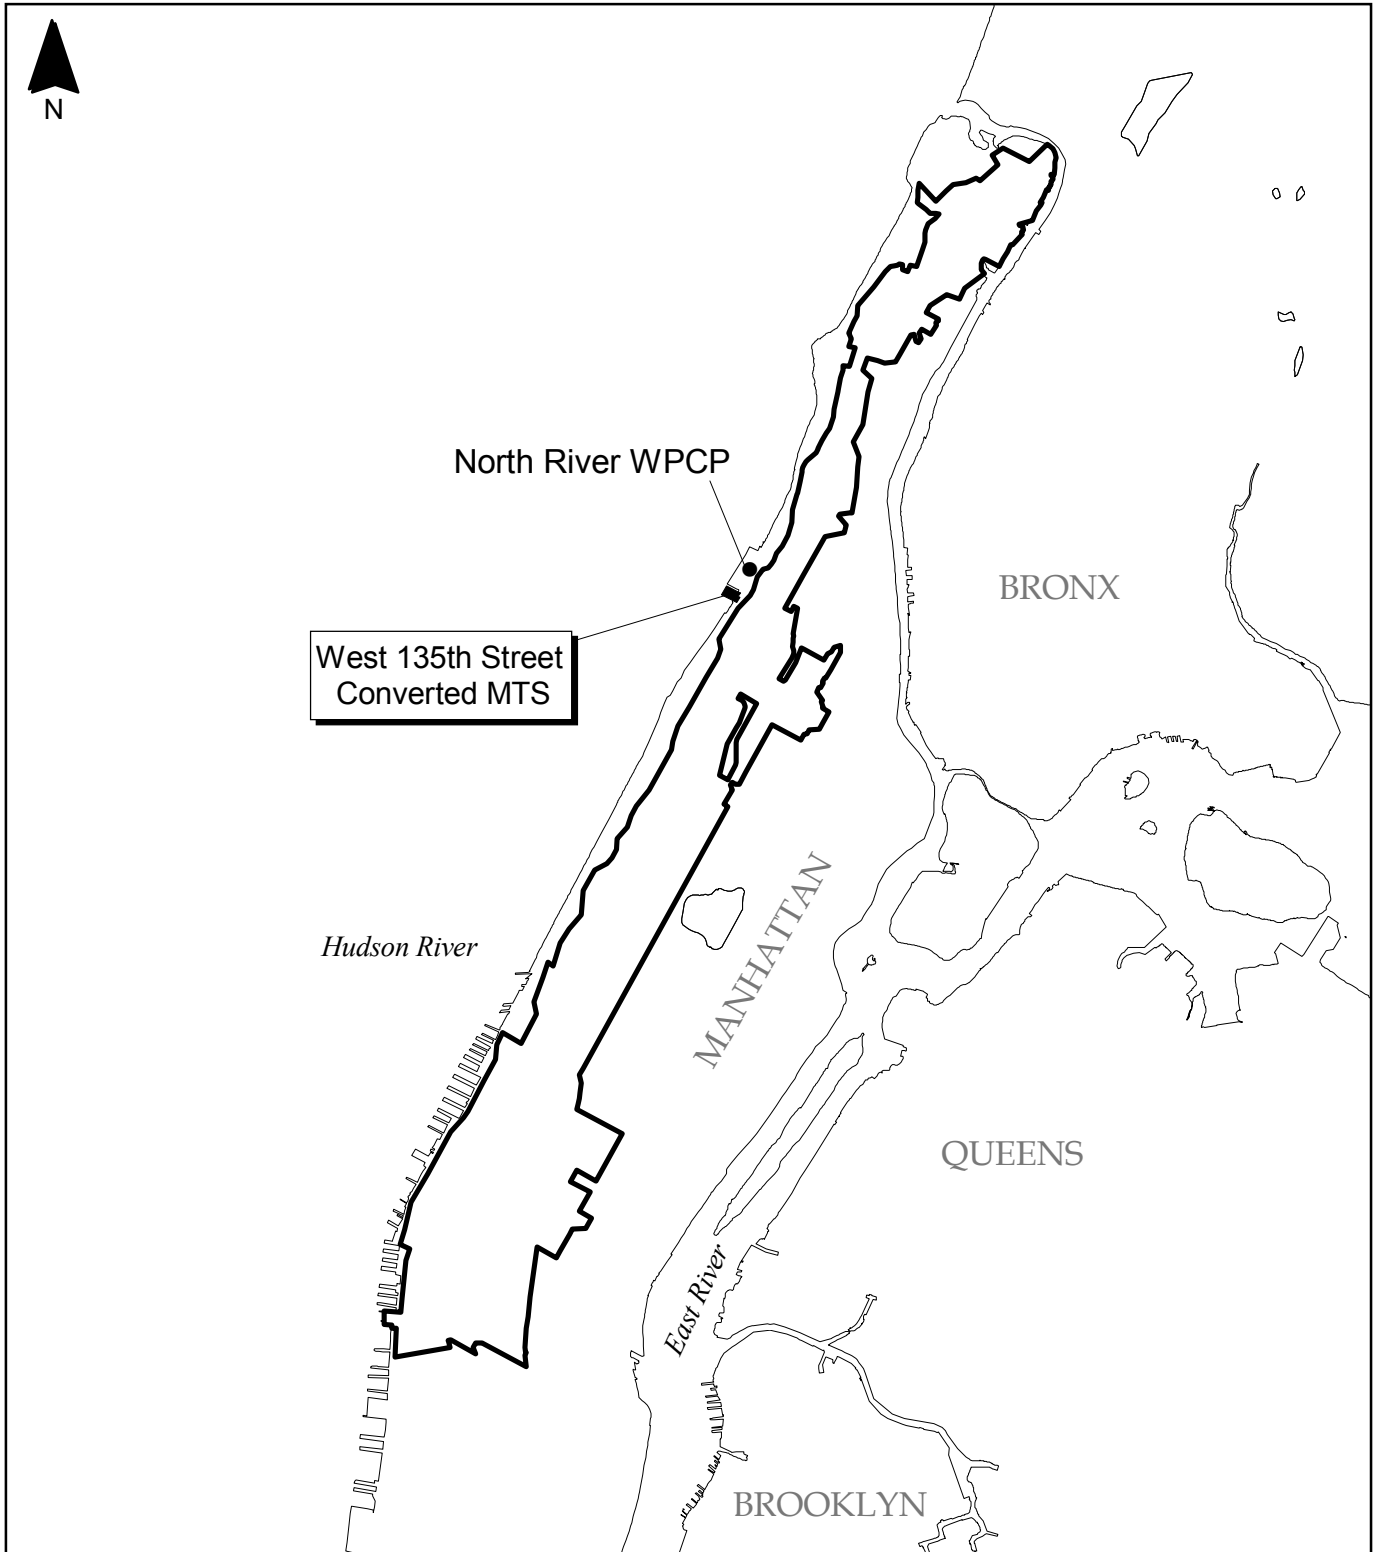 N
North River WPCP
BRONX
West 135th Street
Converted MTS
MANHATTAN
Hudson River
QUEENS
East River
BROOKLYN